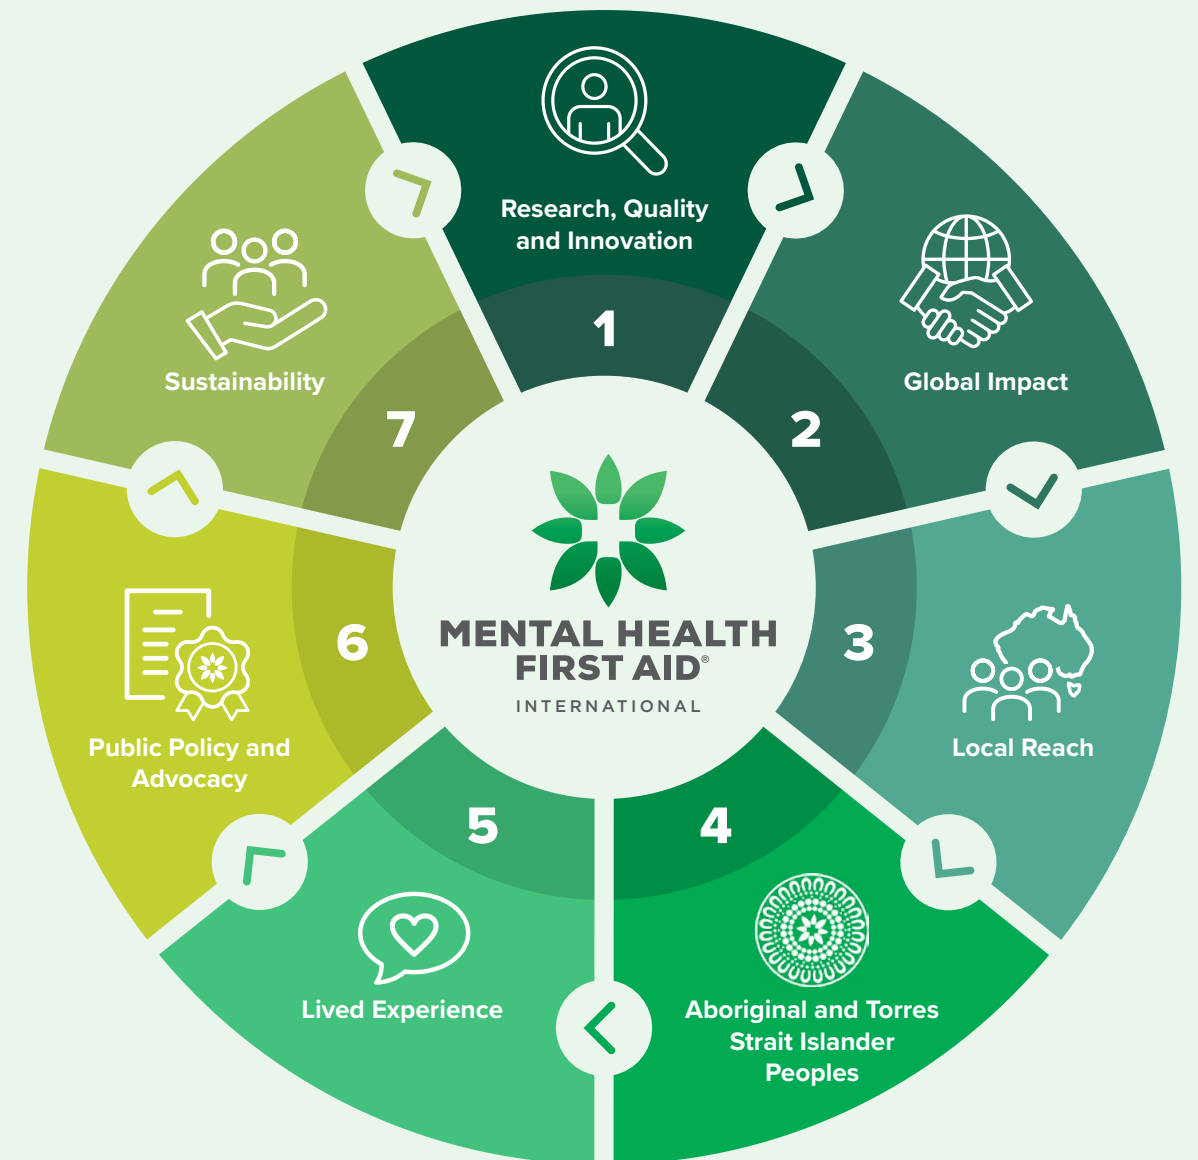 Research, Quality
and Innovation
1
Global Impact
2
Local Reach
3
Aboriginal and Torres
Strait Islander
Peoples
4
Lived Experience
5
Public Policy and
Advocacy
6
Sustainability
7
MENTAL HEALTH
FIRST AID®
INTERNATIONAL